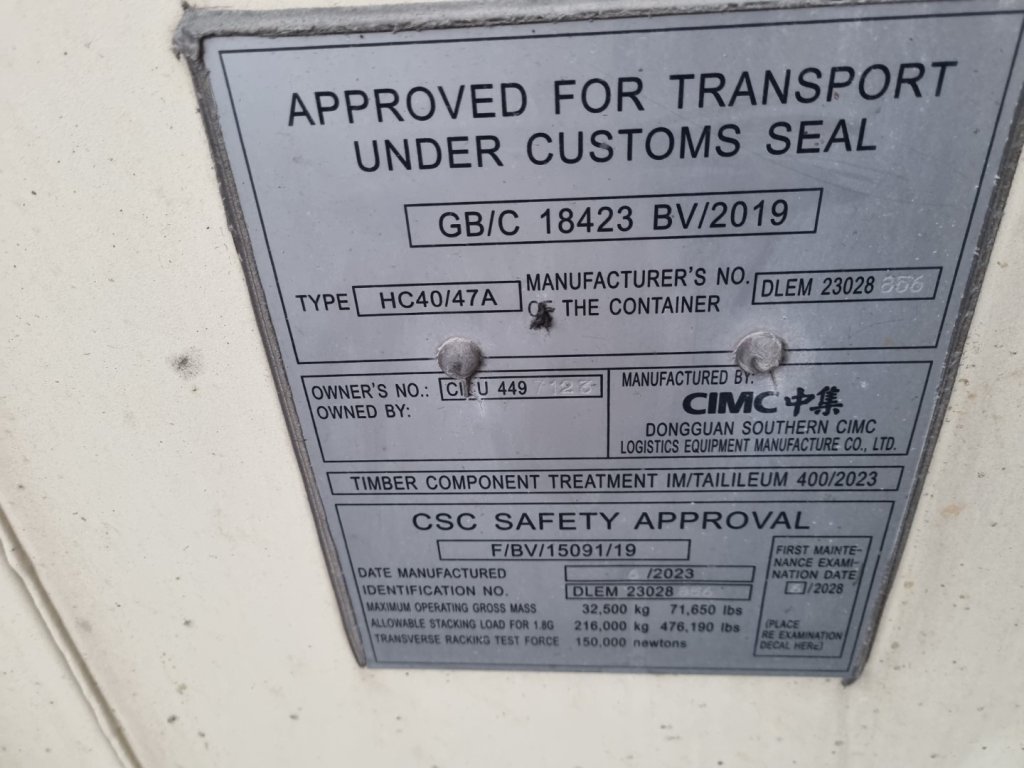 APPROVED FOR TRANSPORT
UNDER CUSTOMS SEAL
GB/C 18423 BV/2019
TYPE HC40/47A
MANUFACTURER'S NO.
OF THE CONTAINER
DLEM 23028
OWNER'S NO.: 449
OWNED BY:
MANUFACTURED BY:
CIMC 中集
DONGGUAN SOUTHERN CIMC
LOGISTICS EQUIPMENT MANUFACTURE CO., LTD.
TIMBER COMPONENT TREATMENT IM/TAILILEUM 400/2023
CSC SAFETY APPROVAL
F/BV/15091/19
DATE MANUFACTURED /2023
IDENTIFICATION NO. DLEM 23028
MAXIMUM OPERATING GROSS MASS 32,500 kg 71,650 lbs
ALLOWABLE STACKING LOAD FOR 1.8G 216,000 kg 476,190 lbs
TRANSVERSE RACKING TEST FORCE 150,000 newtons
FIRST MAINTE-
NANCE EXAMI-
NATION DATE
/2028
(PLACE
RE EXAMINATION
DECAL HERE)